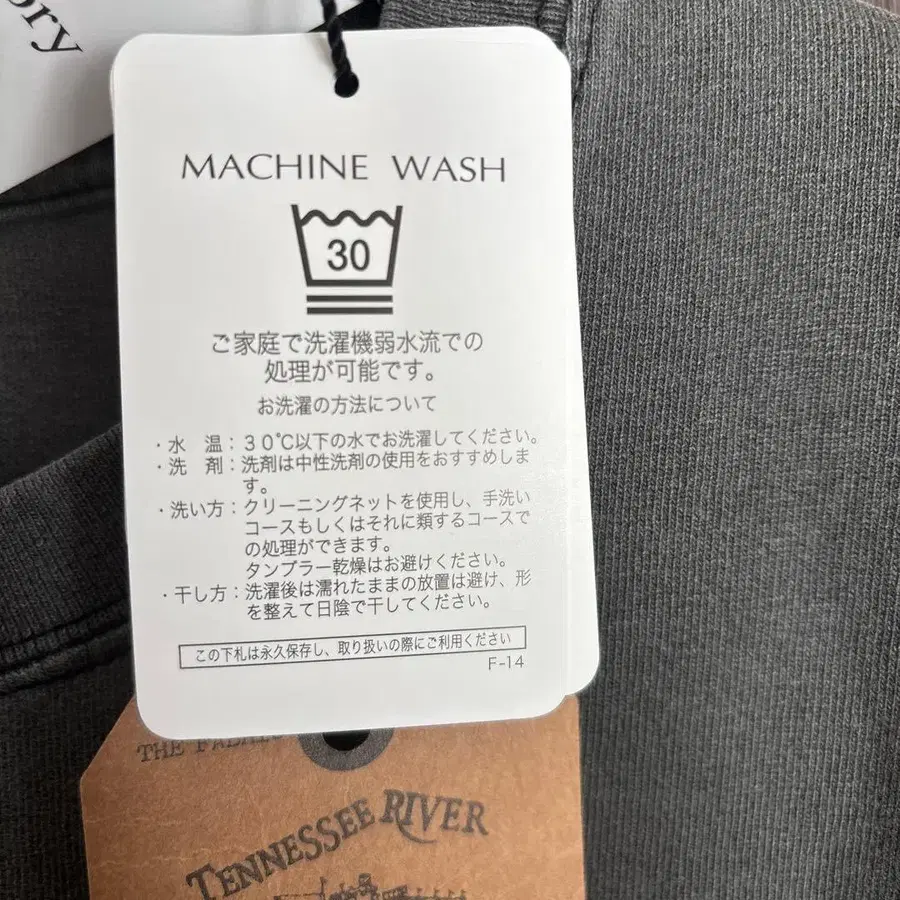 ory
MACHINE WASH
30
ご家庭で洗濯機弱水流での
処理が可能です。
お洗濯の方法について
・水　温：３０℃以下の水でお洗濯してください。
・洗　剤：洗剤は中性洗剤の使用をおすすめしま
す。
・洗い方：クリーニングネットを使用し、手洗い
コースもしくはそれに類するコースで
の処理ができます。
タンブラー乾燥はお避けください。
・干し方：洗濯後は濡れたままの放置は避け、形
を整えて日陰で干してください。
この下札は永久保存し、取り扱いの際にご利用ください
F-14
THE
TENNESSEE RIVER